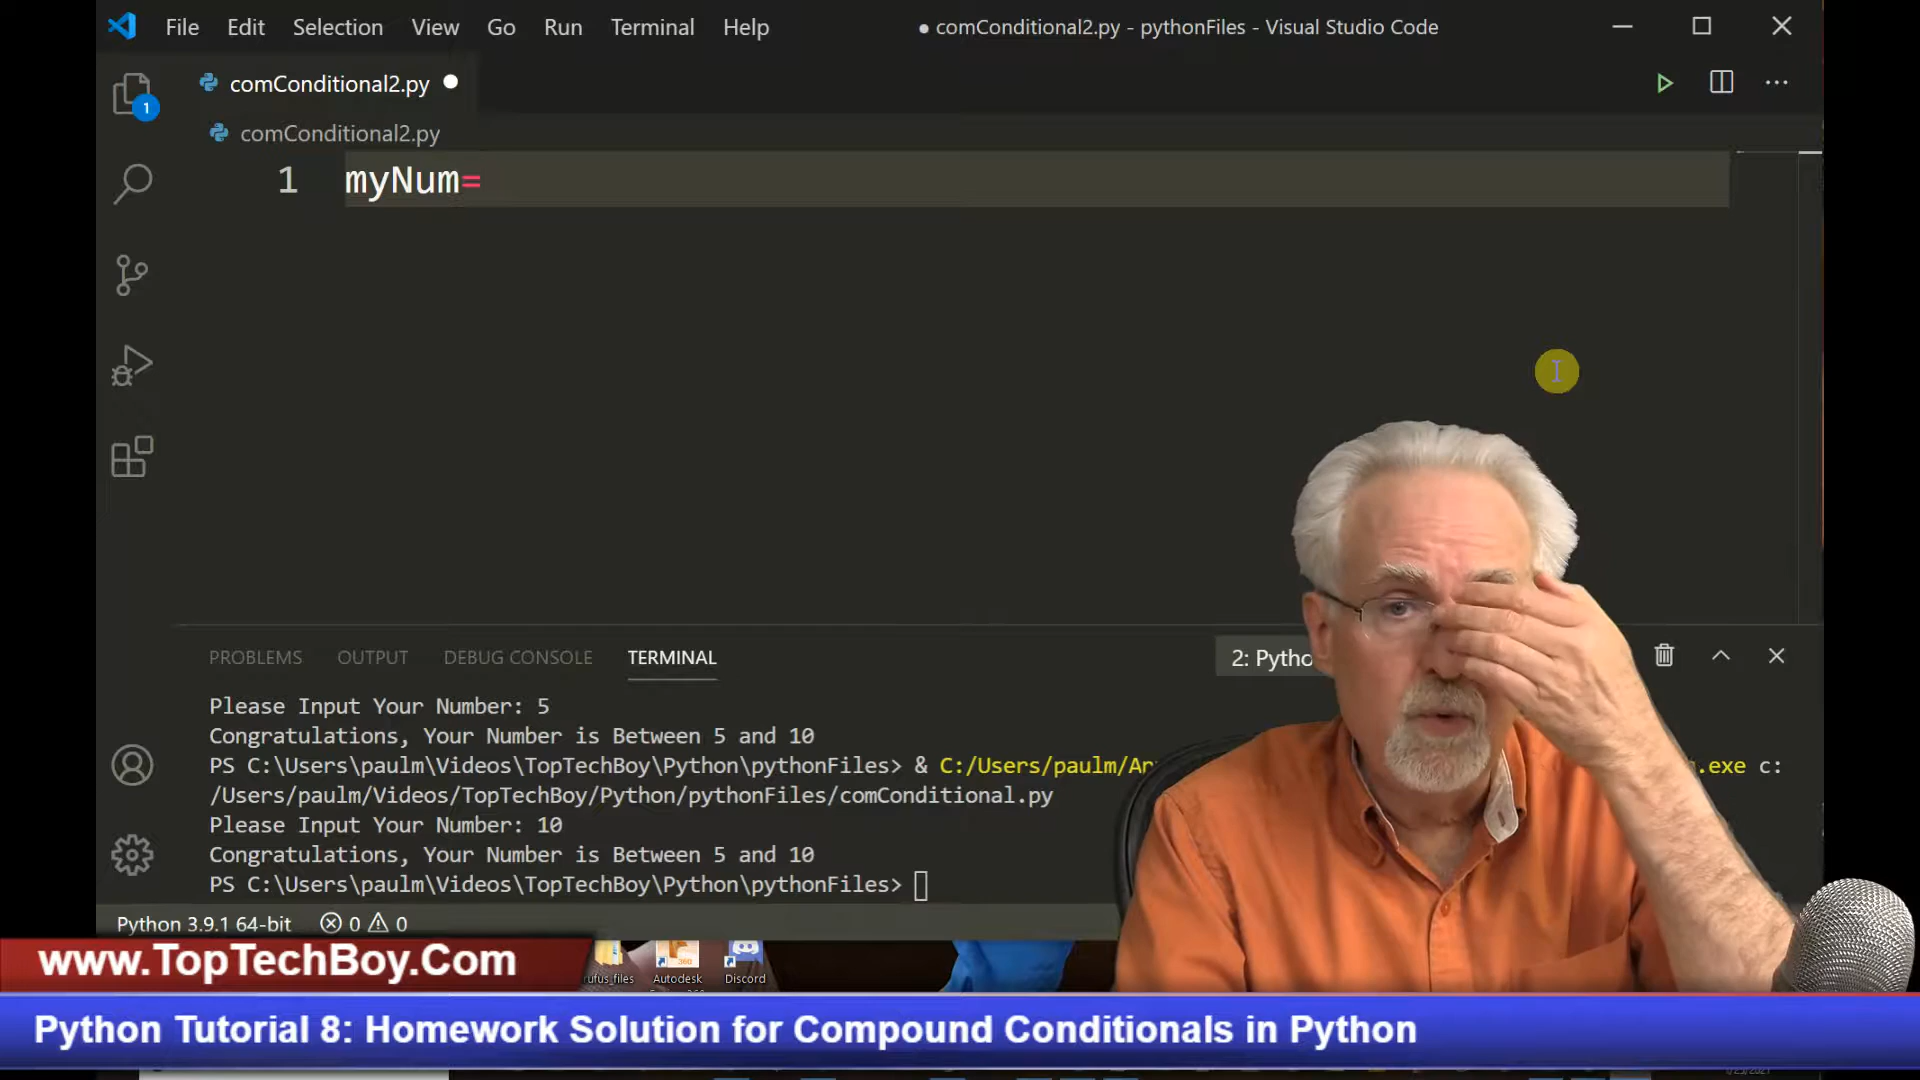 File Edit Selection View Go Run Terminal Help
● comConditional2.py - pythonFiles - Visual Studio Code
comConditional2.py
1
comConditional2.py
1 myNum=
PROBLEMS OUTPUT DEBUG CONSOLE TERMINAL
2: Pytho
Please Input Your Number: 5
Congratulations, Your Number is Between 5 and 10
PS C:\Users\paulm\Videos\TopTechBoy\Python\pythonFiles> & C:/Users/paulm/Ap .exe c:
/Users/paulm/Videos/TopTechBoy/Python/pythonFiles/comConditional.py
Please Input Your Number: 10
Congratulations, Your Number is Between 5 and 10
PS C:\Users\paulm\Videos\TopTechBoy\Python\pythonFiles>
Python 3.9.1 64-bit 0 0
www.TopTechBoy.Com
rufus_files Autodesk Discord
Python Tutorial 8: Homework Solution for Compound Conditionals in Python